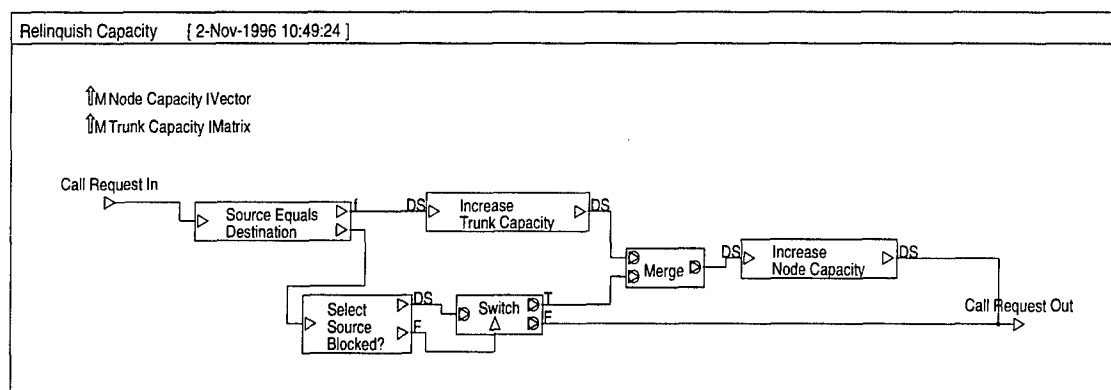 Relinquish Capacity [ 2-Nov-1996 10:49:24 ]
⇑M Node Capacity IVector
⇑M Trunk Capacity IMatrix
Call Request In
Source Equals
Destination
f
DS
Increase
Trunk Capacity
DS
Merge
DS
Increase
Node Capacity
DS
Select
Source
Blocked?
DS
F
Switch
T
F
Call Request Out